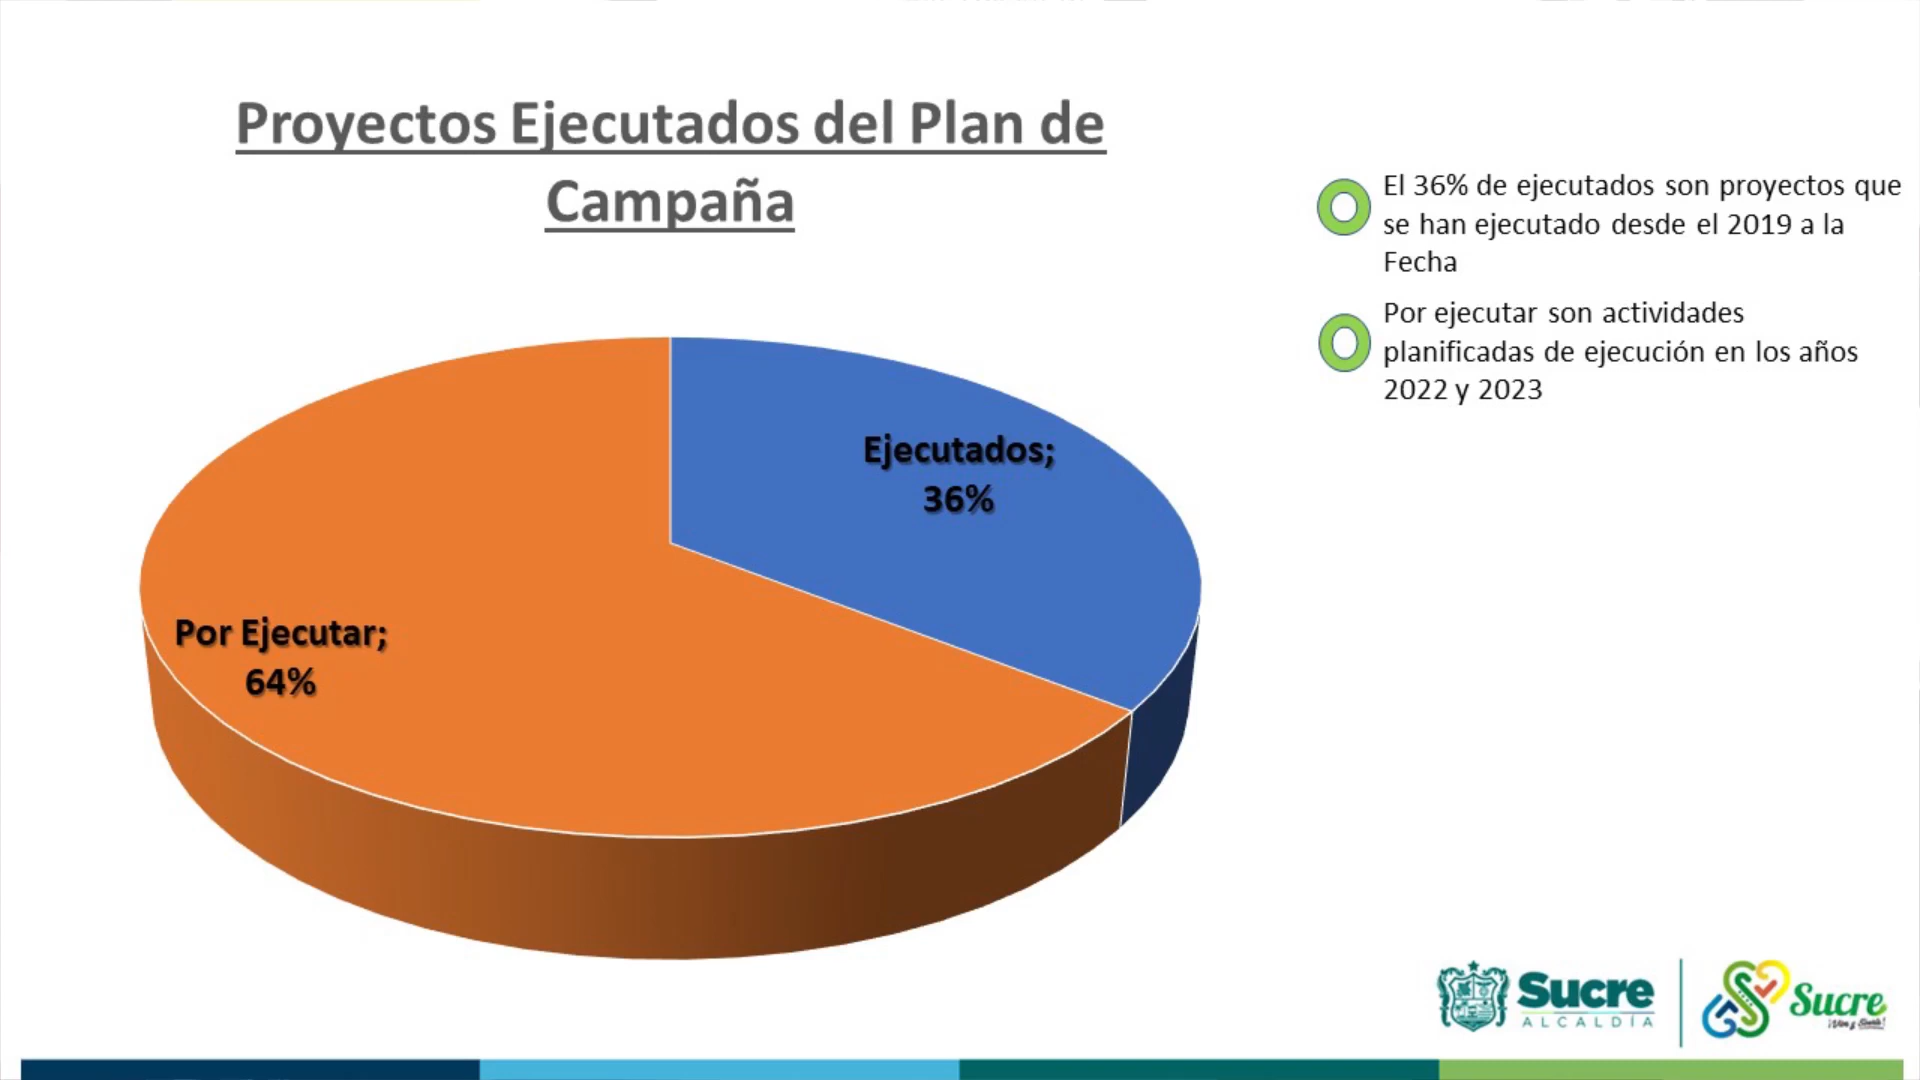 Proyectos Ejecutados del Plan de
Campaña
El 36% de ejecutados son proyectos que
se han ejecutado desde el 2019 a la
Fecha
Por ejecutar son actividades
planificadas de ejecución en los años
2022 y 2023
Ejecutados;
36%
Por Ejecutar;
64%
Sucre
ALCALDÍA
Sucre